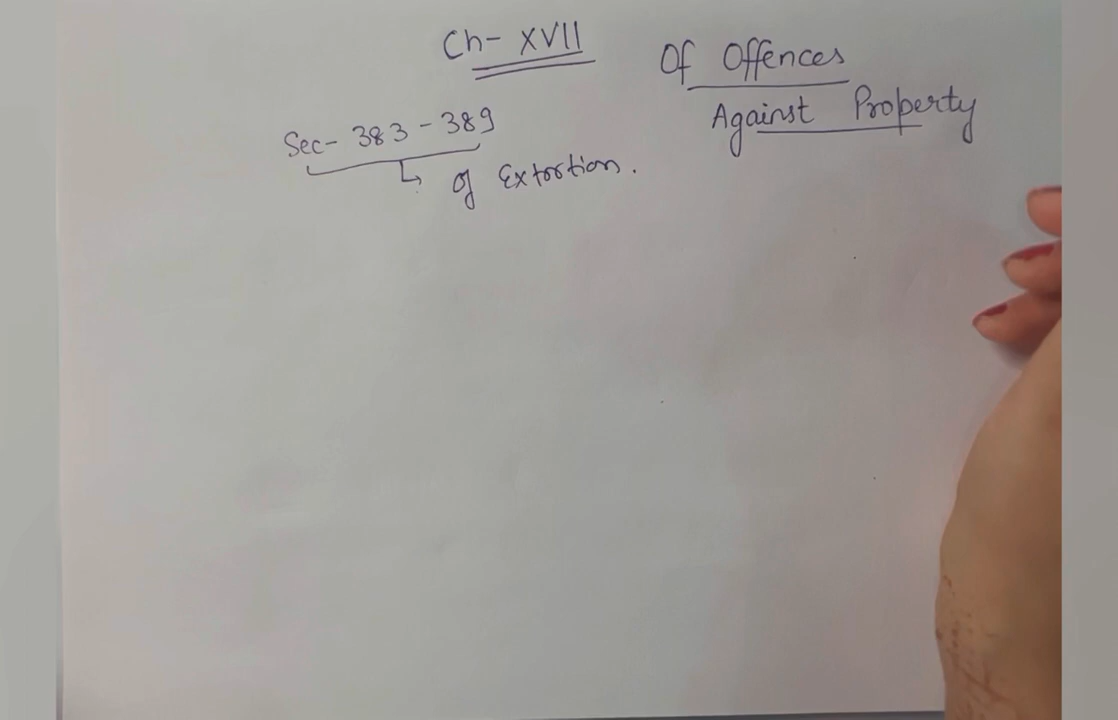 Ch- XVII
Of Offences
Against Property
Sec- 383 - 389
of Extortion.